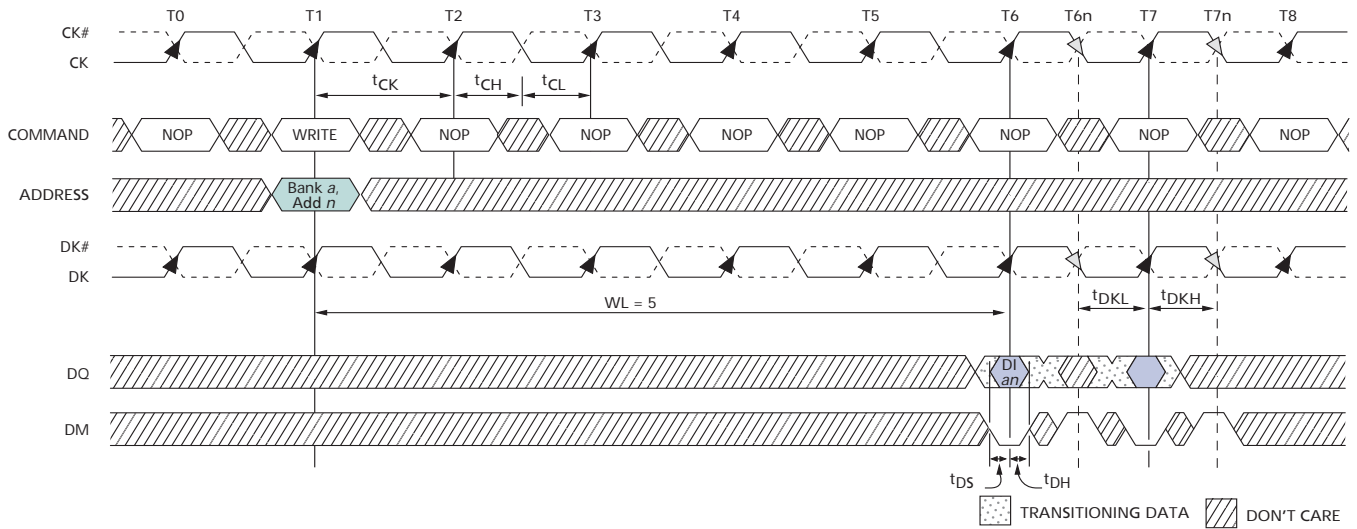 T0 T1 T2 T3 T4 T5 T6 T6n T7 T7n T8
CK#
CK
tCK tCH tCL
COMMAND NOP WRITE NOP NOP NOP NOP NOP NOP NOP
ADDRESS Bank a,
Add n
DK#
DK
WL = 5
tDKL tDKH
DQ DI
an
DM
tDS tDH
TRANSITIONING DATA DON'T CARE